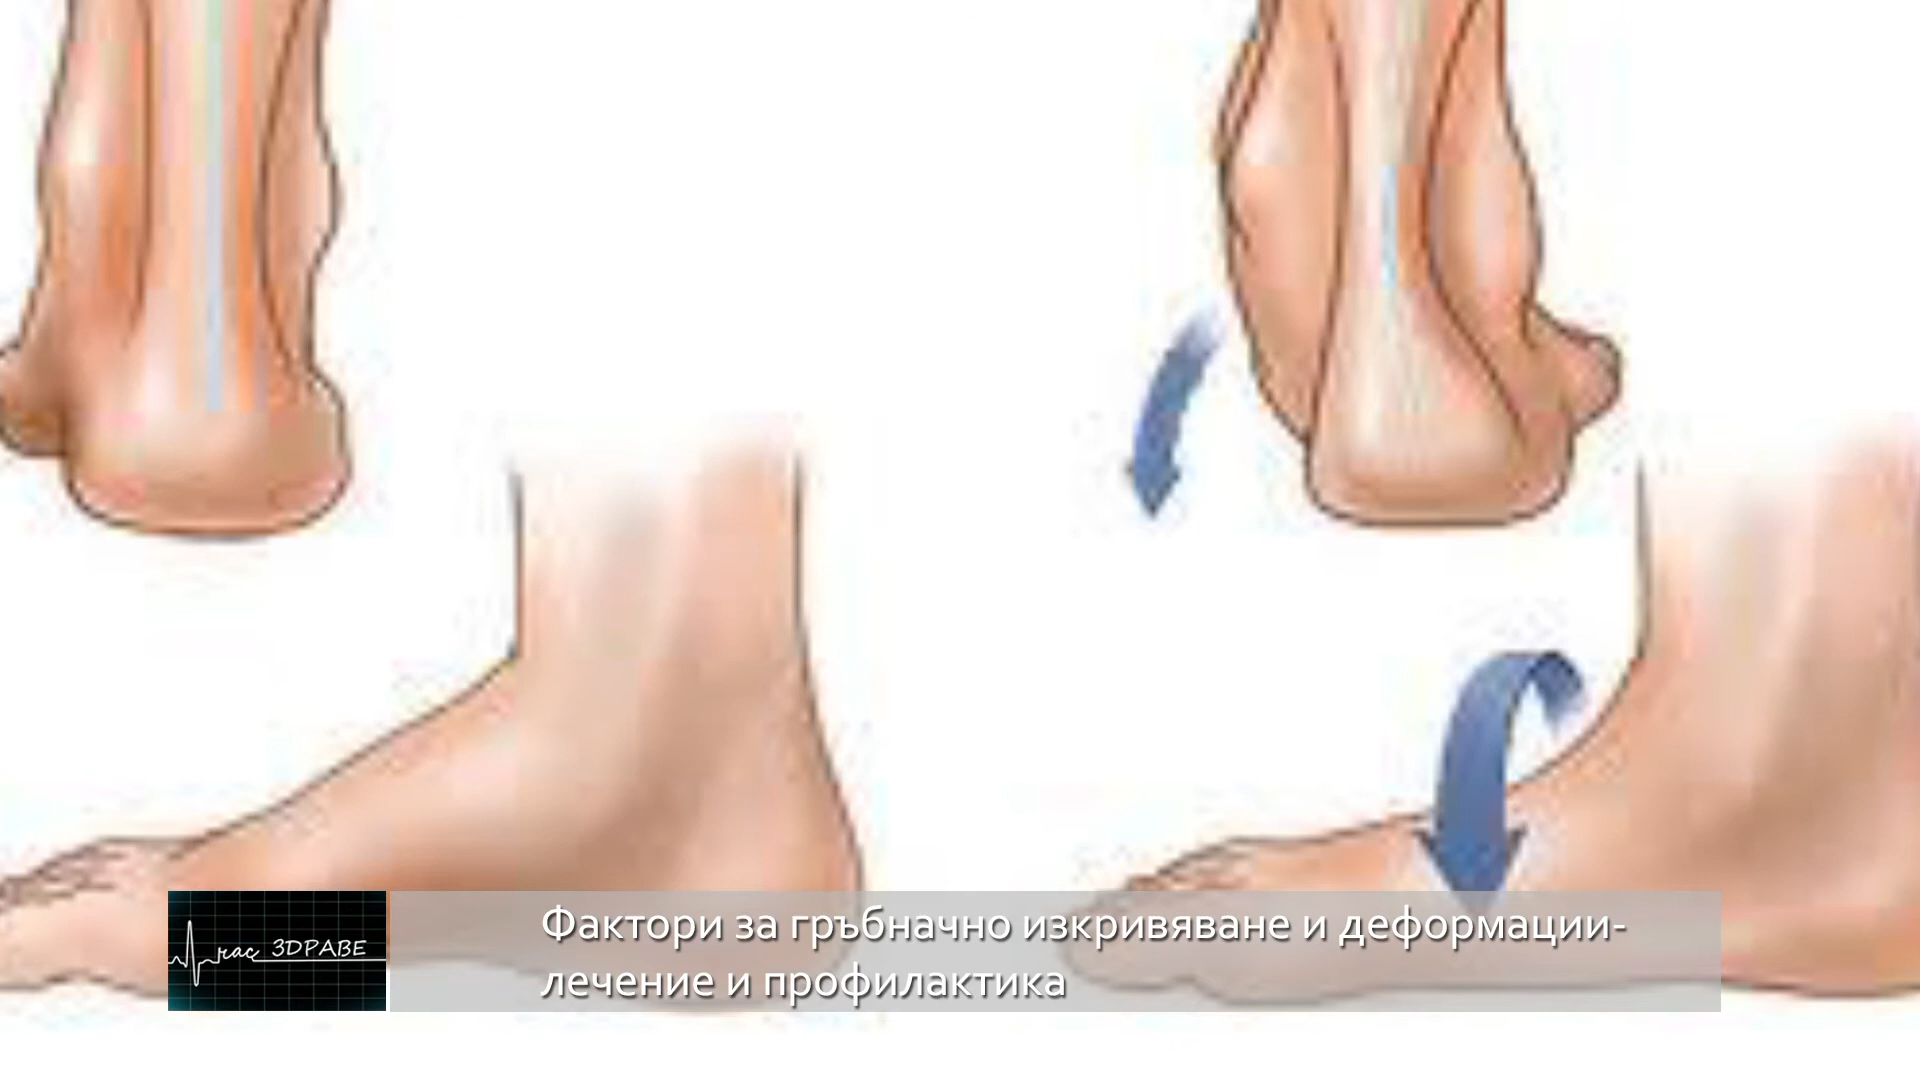 час ЗДРАВЕ
Фактори за гръбначно изкривяване и деформации-
лечение и профилактика